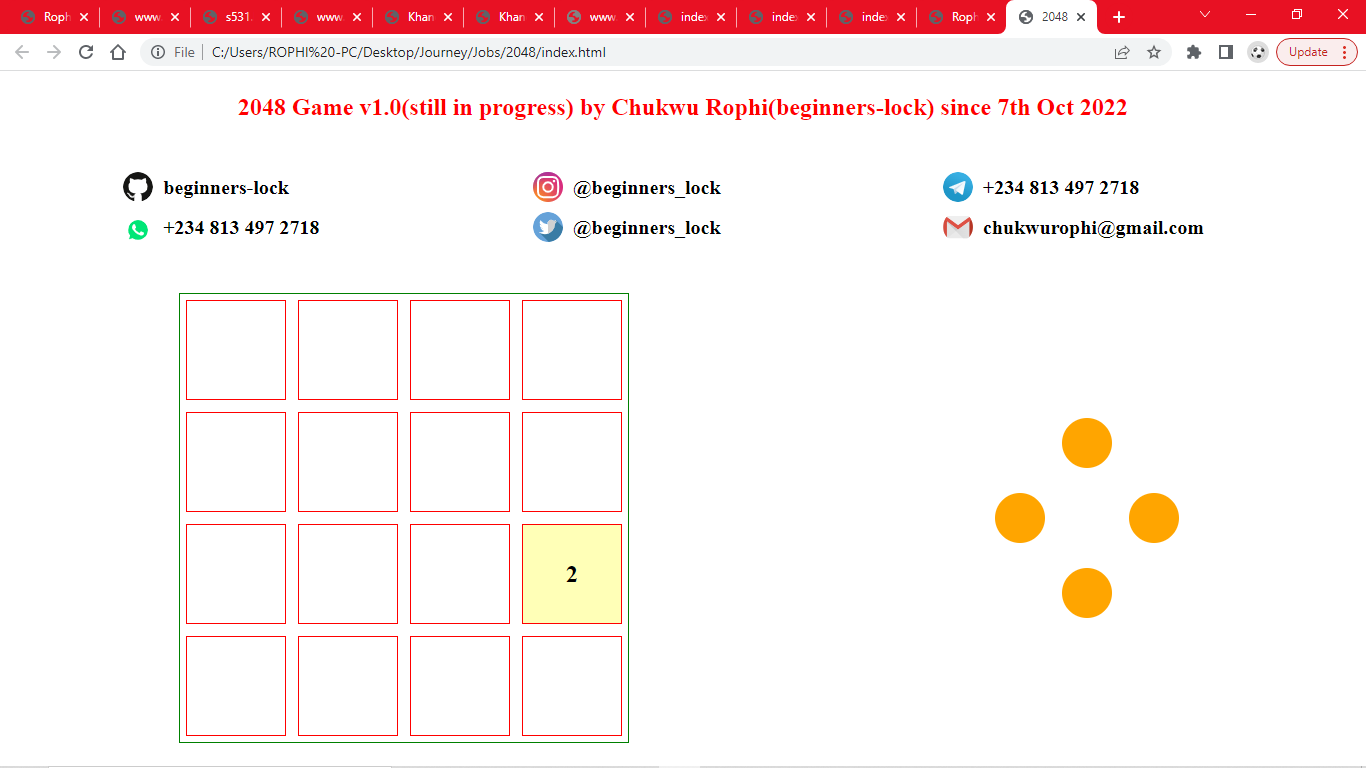 Roph www. s531. www. Khan Khan www. index index index Roph 2048
File C:/Users/ROPHI%20-PC/Desktop/Journey/Jobs/2048/index.html Update
2048 Game v1.0(still in progress) by Chukwu Rophi(beginners-lock) since 7th Oct 2022
beginners-lock @beginners_lock +234 813 497 2718
+234 813 497 2718 @beginners_lock chukwurophi@gmail.com
2